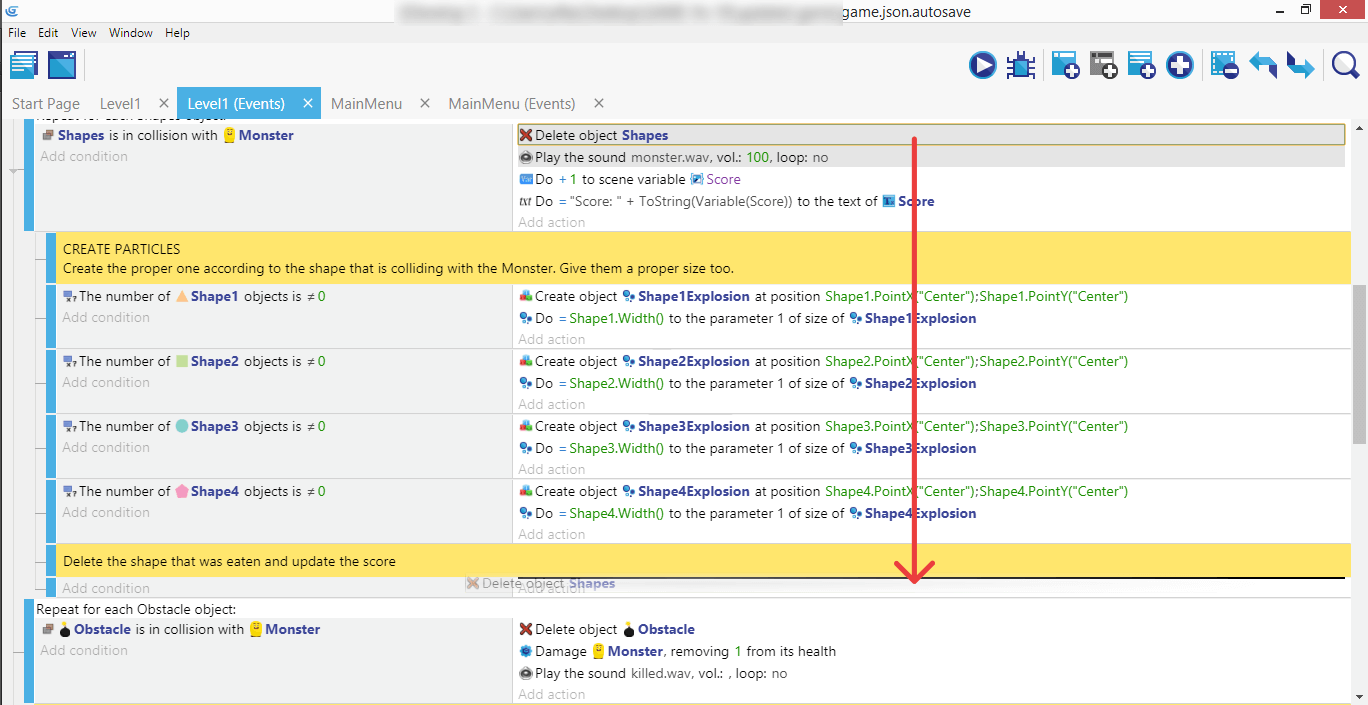 game.json.autosave
File Edit View Window Help
Start Page Level1 × Level1 (Events) × MainMenu × MainMenu (Events) ×
Repeat for each Shapes object:
Shapes is in collision with Monster
Add condition
Delete object Shapes
Play the sound monster.wav, vol.: 100, loop: no
Var Do + 1 to scene variable Score
txt Do = "Score: " + ToString(Variable(Score)) to the text of Score
Add action
CREATE PARTICLES
Create the proper one according to the shape that is colliding with the Monster. Give them a proper size too.
The number of Shape1 objects is ≠ 0
Add condition
Create object Shape1Explosion at position Shape1.PointX("Center");Shape1.PointY("Center")
Do = Shape1.Width() to the parameter 1 of size of Shape1Explosion
Add action
The number of Shape2 objects is ≠ 0
Add condition
Create object Shape2Explosion at position Shape2.PointX("Center");Shape2.PointY("Center")
Do = Shape2.Width() to the parameter 1 of size of Shape2Explosion
Add action
The number of Shape3 objects is ≠ 0
Add condition
Create object Shape3Explosion at position Shape3.PointX("Center");Shape3.PointY("Center")
Do = Shape3.Width() to the parameter 1 of size of Shape3Explosion
Add action
The number of Shape4 objects is ≠ 0
Add condition
Create object Shape4Explosion at position Shape4.PointX("Center");Shape4.PointY("Center")
Do = Shape4.Width() to the parameter 1 of size of Shape4Explosion
Add action
Delete the shape that was eaten and update the score
Add condition
Delete object Shapes
Add action
Repeat for each Obstacle object:
Obstacle is in collision with Monster
Add condition
Delete object Obstacle
Damage Monster, removing 1 from its health
Play the sound killed.wav, vol.: , loop: no
Add action